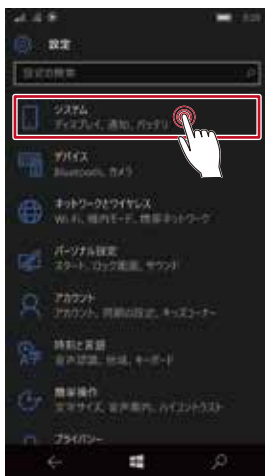 設定
設定の検索
システム
ディスプレイ, 通知, バッテリ
デバイス
Bluetooth, カメラ
ネットワークとワイヤレス
Wi-Fi, 機内モード, 携帯ネットワーク
パーソナル設定
スタート, ロック画面, サウンド
アカウント
アカウント, 同期の設定, キッズコーナー
時刻と言語
音声認識, 地域, キーボード
簡単操作
文字サイズ, 音声案内, ハイコントラスト
プライバシー